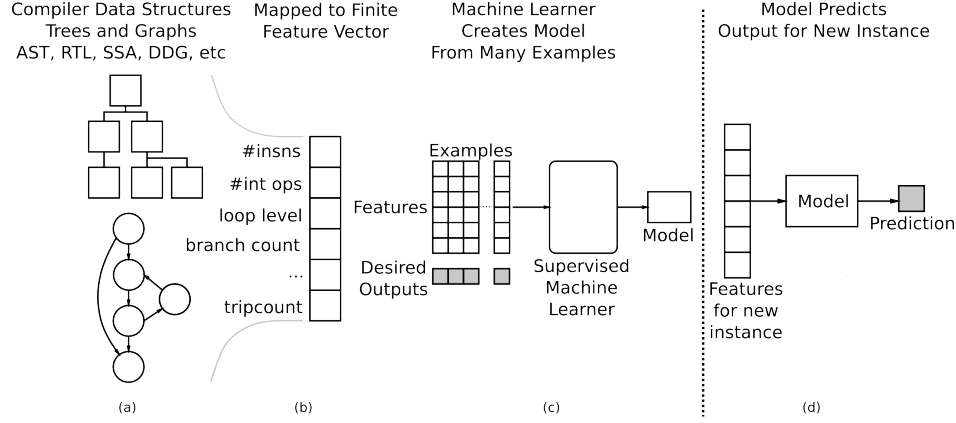 Compiler Data Structures
Trees and Graphs
AST, RTL, SSA, DDG, etc
Mapped to Finite
Feature Vector
Machine Learner
Creates Model
From Many Examples
Model Predicts
Output for New Instance
#insns
#int ops
loop level
branch count
...
tripcount
Examples
Features
...
Desired
Outputs
Supervised
Machine
Learner
Model
Model
Prediction
Features
for new
instance
(a)
(b)
(c)
(d)